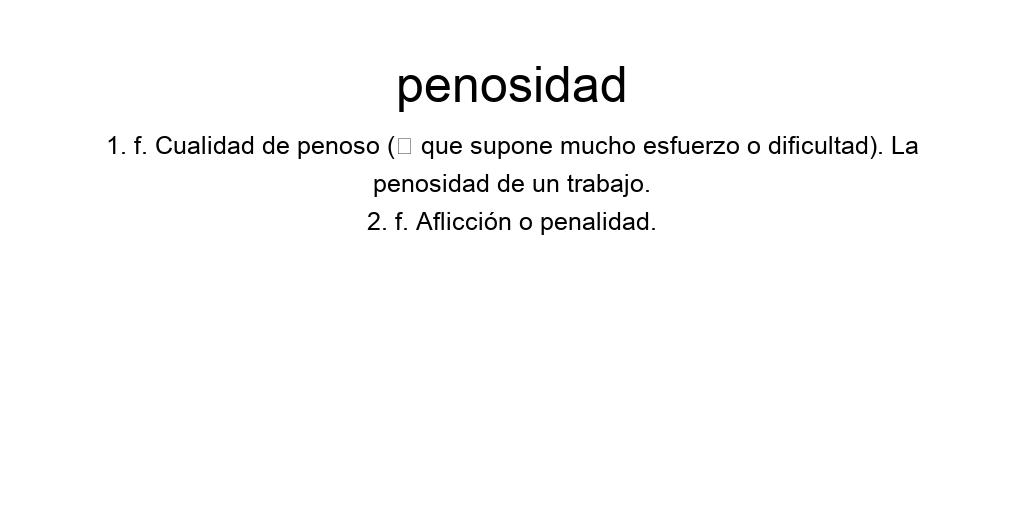 penosidad
1. f. Cualidad de penoso (□ que supone mucho esfuerzo o dificultad). La
penosidad de un trabajo.
2. f. Aflicción o penalidad.